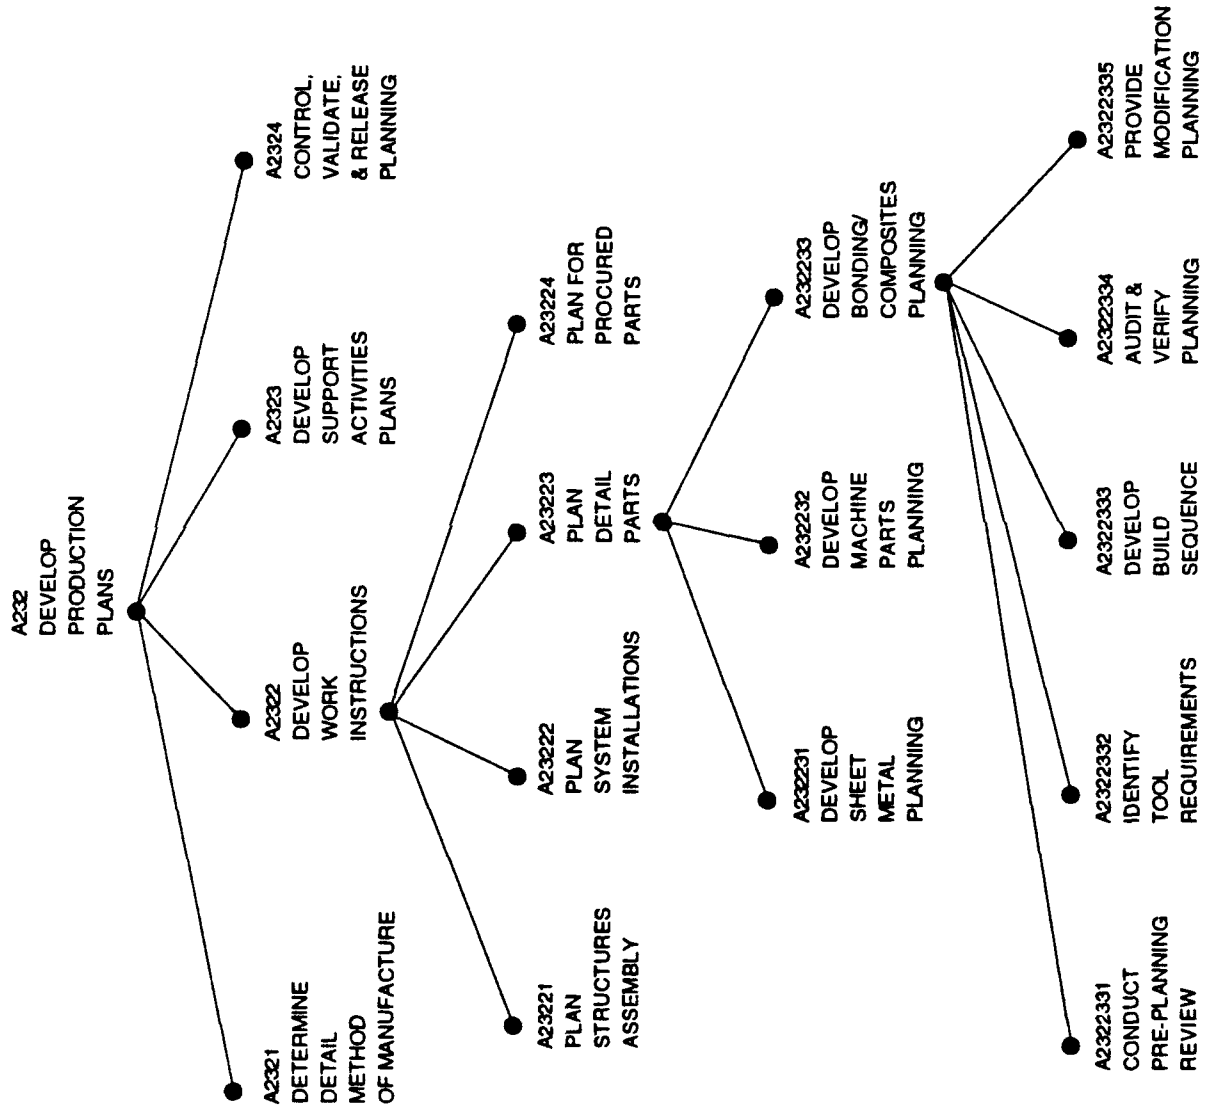 A232
DEVELOP
PRODUCTION
PLANS
A2321
DETERMINE
DETAIL
METHOD
OF MANUFACTURE
A2322
DEVELOP
WORK
INSTRUCTIONS
A2323
DEVELOP
SUPPORT
ACTIVITIES
PLANS
A2324
CONTROL,
VALIDATE,
& RELEASE
PLANNING
A23221
PLAN
STRUCTURES
ASSEMBLY
A23222
PLAN
SYSTEM
INSTALLATIONS
A23223
PLAN
DETAIL
PARTS
A23224
PLAN FOR
PROCURED
PARTS
A232231
DEVELOP
SHEET
METAL
PLANNING
A232232
DEVELOP
MACHINE
PARTS
PLANNING
A232233
DEVELOP
BONDING/
COMPOSITES
PLANNING
A2322331
CONDUCT
PRE-PLANNING
REVIEW
A2322332
IDENTIFY
TOOL
REQUIREMENTS
A2322333
DEVELOP
BUILD
SEQUENCE
A2322334
AUDIT &
VERIFY
PLANNING
A2322335
PROVIDE
MODIFICATION
PLANNING